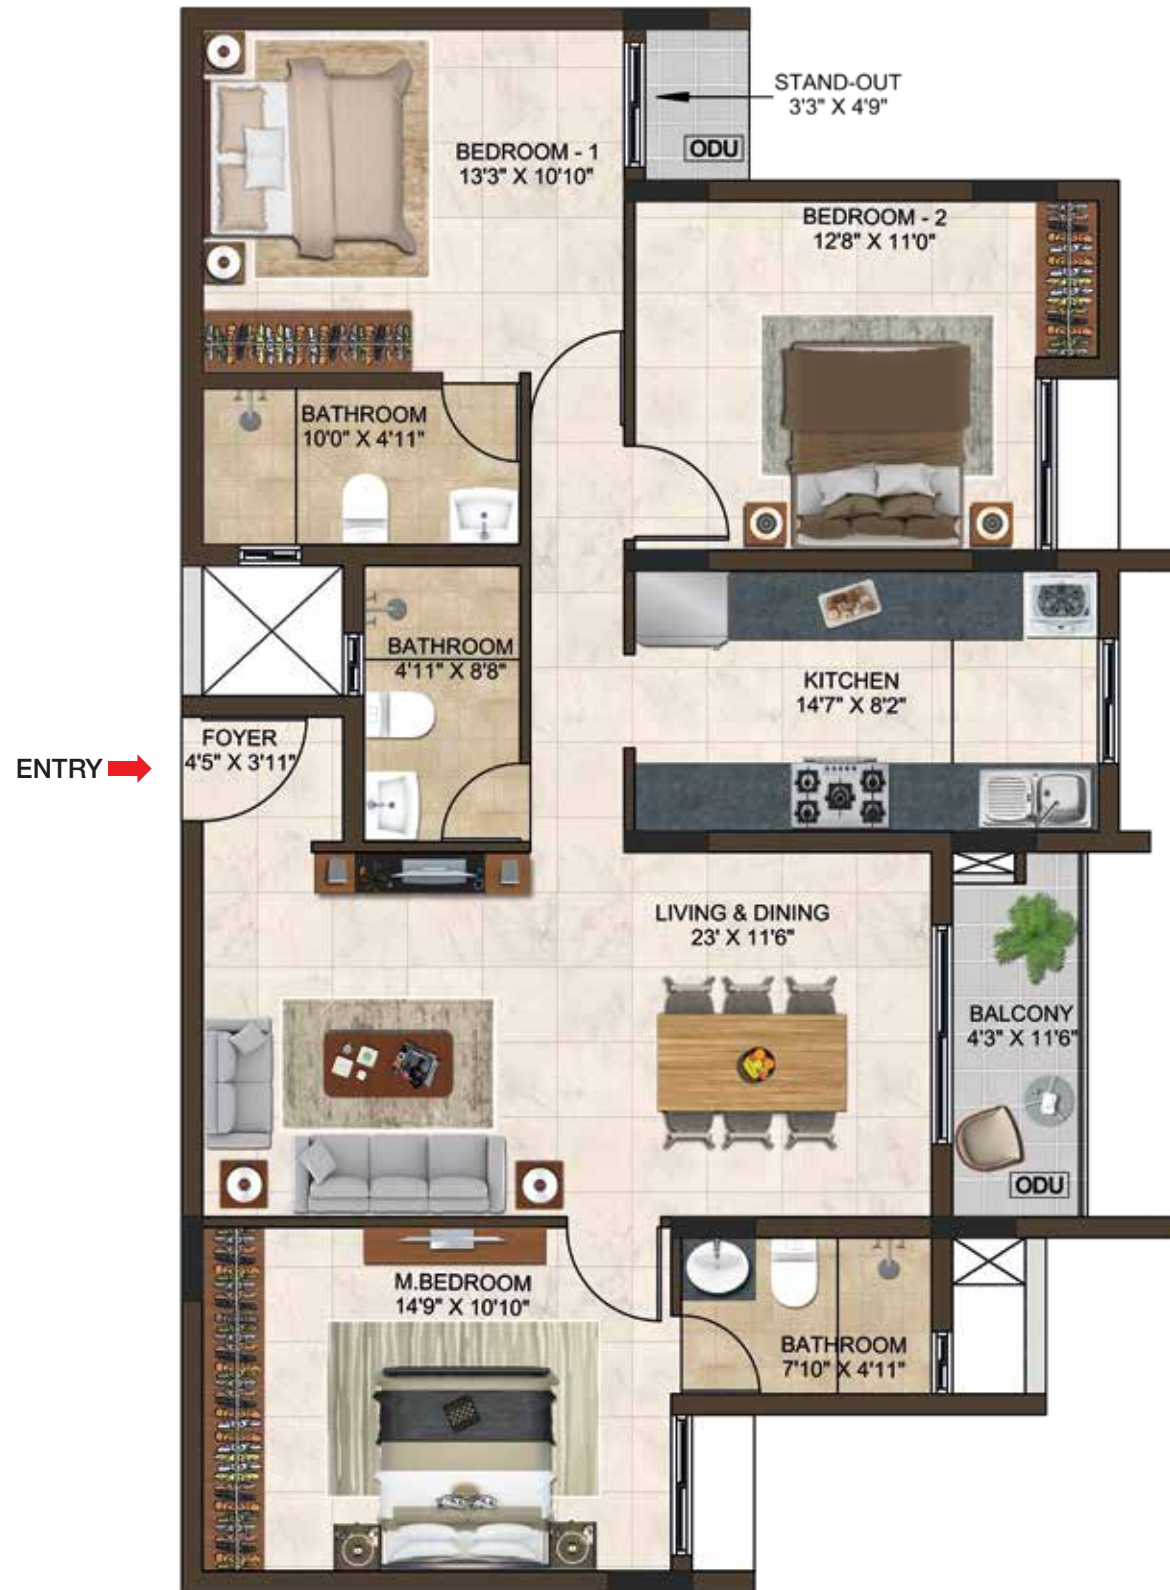 STAND-OUT
3'3" X 4'9"
ODU
BEDROOM - 1
13'3" X 10'10"
BEDROOM - 2
12'8" X 11'0"
BATHROOM
10'0" X 4'11"
BATHROOM
4'11" X 8'8"
KITCHEN
14'7" X 8'2"
FOYER
4'5" X 3'11"
ENTRY
LIVING & DINING
23' X 11'6"
BALCONY
4'3" X 11'6"
ODU
M.BEDROOM
14'9" X 10'10"
BATHROOM
7'10" X 4'11"